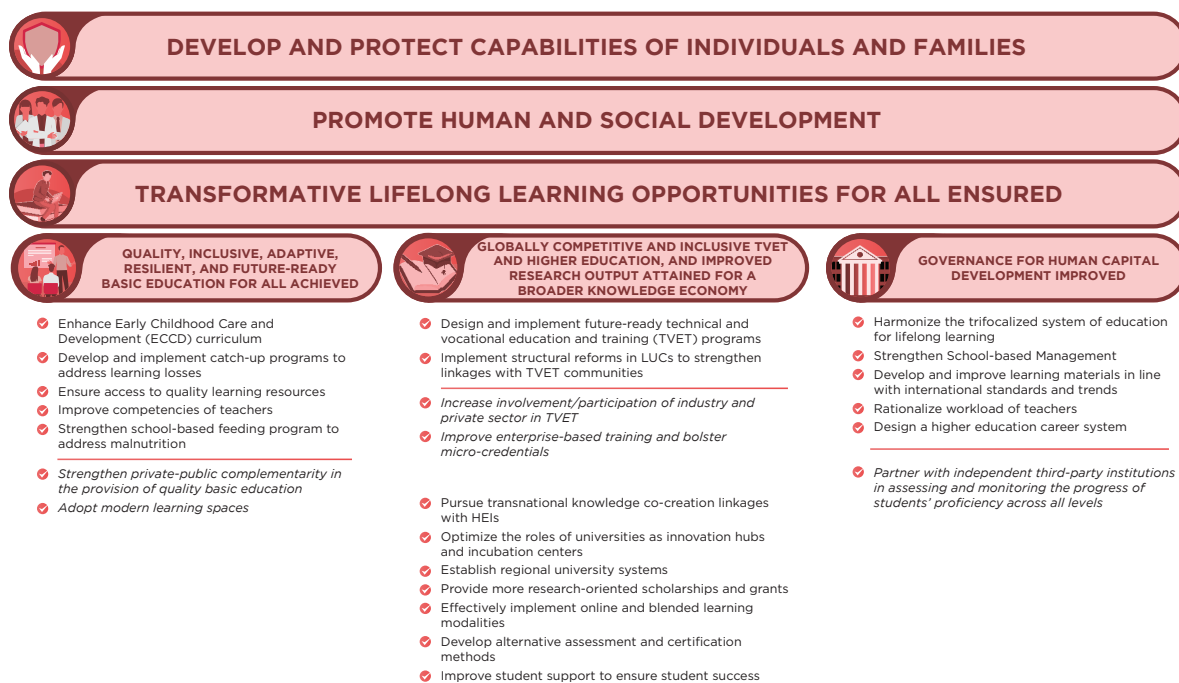 DEVELOP AND PROTECT CAPABILITIES OF INDIVIDUALS AND FAMILIES
PROMOTE HUMAN AND SOCIAL DEVELOPMENT
TRANSFORMATIVE LIFELONG LEARNING OPPORTUNITIES FOR ALL ENSURED
QUALITY, INCLUSIVE, ADAPTIVE,
RESILIENT, AND FUTURE-READY
BASIC EDUCATION FOR ALL ACHIEVED
Enhance Early Childhood Care and
Development (ECCD) curriculum
Develop and implement catch-up programs to
address learning losses
Ensure access to quality learning resources
Improve competencies of teachers
Strengthen school-based feeding program to
address malnutrition
Strengthen private-public complementarity in
the provision of quality basic education
Adopt modern learning spaces
GLOBALLY COMPETITIVE AND INCLUSIVE TVET
AND HIGHER EDUCATION, AND IMPROVED
RESEARCH OUTPUT ATTAINED FOR A
BROADER KNOWLEDGE ECONOMY
Design and implement future-ready technical and
vocational education and training (TVET) programs
Implement structural reforms in LUCs to strengthen
linkages with TVET communities
Increase involvement/participation of industry and
private sector in TVET
Improve enterprise-based training and bolster
micro-credentials
Pursue transnational knowledge co-creation linkages
with HEIs
Optimize the roles of universities as innovation hubs
and incubation centers
Establish regional university systems
Provide more research-oriented scholarships and grants
Effectively implement online and blended learning
modalities
Develop alternative assessment and certification
methods
Improve student support to ensure student success
GOVERNANCE FOR HUMAN CAPITAL
DEVELOPMENT IMPROVED
Harmonize the trifocalized system of education
for lifelong learning
Strengthen School-based Management
Develop and improve learning materials in line
with international standards and trends
Rationalize workload of teachers
Design a higher education career system
Partner with independent third-party institutions
in assessing and monitoring the progress of
students' proficiency across all levels